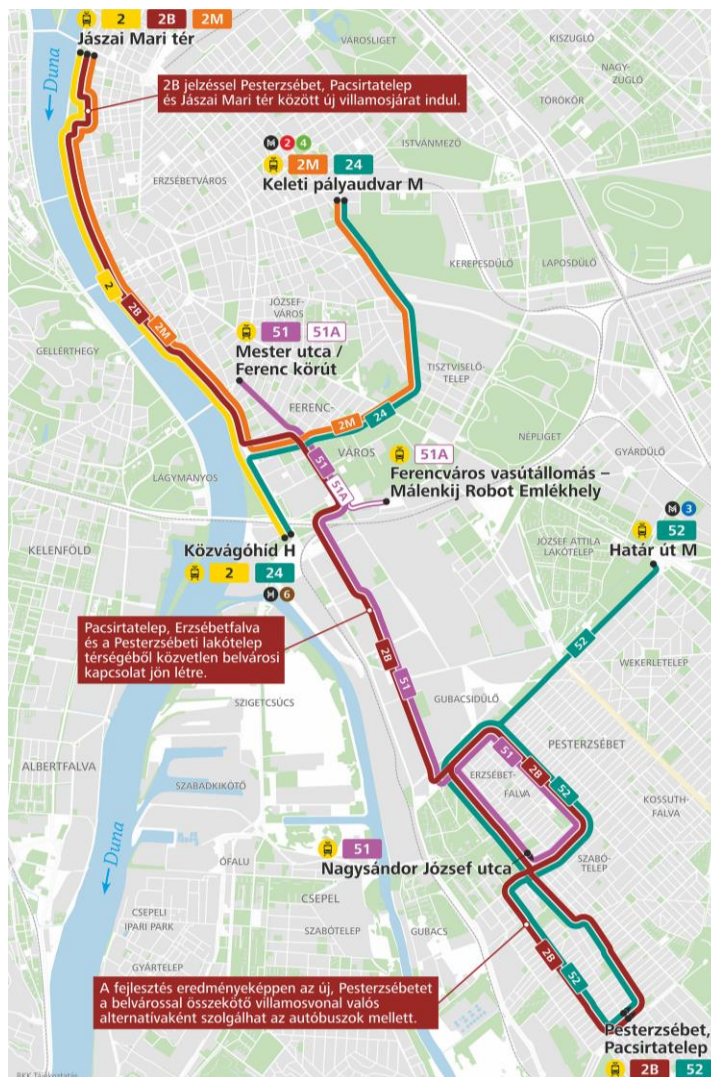 2 2B 2M
Jászai Mari tér
VÁROSLIGET
KISZUGLÓ
NAGY-
ZUGLÓ
TÖRÖKŐR
Duna
2B jelzéssel Pesterzsébet, Pacsirtatelep
és Jászai Mari tér között új villamosjárat indul.
M 2 4
2M 24
Keleti pályaudvar M
ISTVÁNMEZŐ
ERZSÉBETVÁROS
KEREPESDŰLŐ
LAPOSDŰLŐ
2
2B
2M
JÓZSEF-
VÁROS
51 51A
Mester utca /
Ferenc körút
GELLÉRTHEGY
TISZTVISELŐ-
TELEP
FERENC-
VÁROS
2M 24
NÉPLIGET
GYÁRDŰLŐ
51
51A
51A
Ferencváros vasútállomás –
Málenkij Robot Emlékhely
LÁGYMÁNYOS
KELENFÖLD
Közvágóhíd H
2 24
M 6
M 3
52
Határ út M
JÓZSEF ATTILA
LAKÓTELEP
52
WEKERLETELEP
Pacsirtatelep, Erzsébetfalva
és a Pesterzsébeti lakótelep
térségéből közvetlen belvárosi
kapcsolat jön létre.
2B
51
SZIGETCSÚCS
GUBACSIDŰLŐ
PESTERZSÉBET
ALBERTFALVA
SZABADKIKÖTŐ
ERZSÉBET-
FALVA
51
2B
52
KOSSUTH-
FALVA
51
Nagysándor József utca
SZABÓ-
TELEP
Duna
ÓFALU
CSEPEL
CSEPELI
IPARI PARK
SZABÓTELEP
GUBACS
GYÁRTELEP
2B
52
A fejlesztés eredményeképpen az új, Pesterzsébetet
a belvárossal összekötő villamosvonal valós
alternatívaként szolgálhat az autóbuszok mellett.
Pesterzsébet,
Pacsirtatelep
2B 52